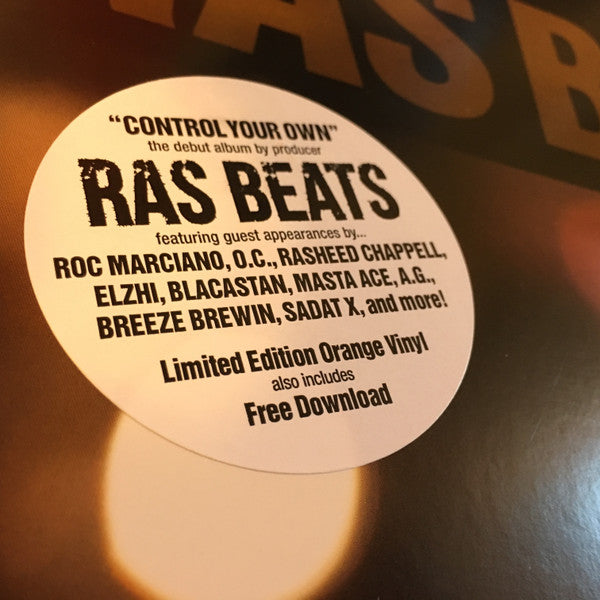 RAS B
"CONTROL YOUR OWN"
the debut album by producer
RAS BEATS
featuring guest appearances by...
ROC MARCIANO, O.C., RASHEED CHAPPELL,
ELZHI, BLACASTAN, MASTA ACE, A.G.,
BREEZE BREWIN, SADAT X, and more!
Limited Edition Orange Vinyl
also includes
Free Download